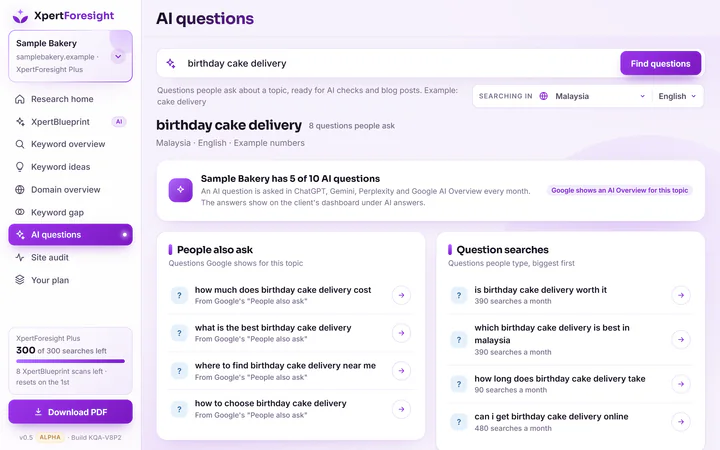 XpertForesight
Sample Bakery
samplebakery.example ·
XpertForesight Plus
Research home
XpertBlueprint AI
Keyword overview
Keyword ideas
Domain overview
Keyword gap
AI questions
Site audit
Your plan
XpertForesight Plus
300 of 300 searches left
8 XpertBlueprint scans left ·
resets on the 1st
Download PDF
v0.5 ALPHA · Build KQA-V8P2
AI questions
birthday cake delivery
Find questions
Questions people ask about a topic, ready for AI checks and blog posts. Example:
cake delivery
SEARCHING IN Malaysia English
birthday cake delivery 8 questions people ask
Malaysia · English · Example numbers
Sample Bakery has 5 of 10 AI questions
An AI question is asked in ChatGPT, Gemini, Perplexity and Google AI Overview every month.
The answers show on the client's dashboard under AI answers.
Google shows an AI Overview for this topic
People also ask
Questions Google shows for this topic
? how much does birthday cake delivery cost
From Google's "People also ask"
? what is the best birthday cake delivery
From Google's "People also ask"
? where to find birthday cake delivery near me
From Google's "People also ask"
? how to choose birthday cake delivery
From Google's "People also ask"
Question searches
Questions people type, biggest first
? is birthday cake delivery worth it
390 searches a month
? which birthday cake delivery is best in
malaysia
390 searches a month
? how long does birthday cake delivery take
90 searches a month
? can i get birthday cake delivery online
480 searches a month